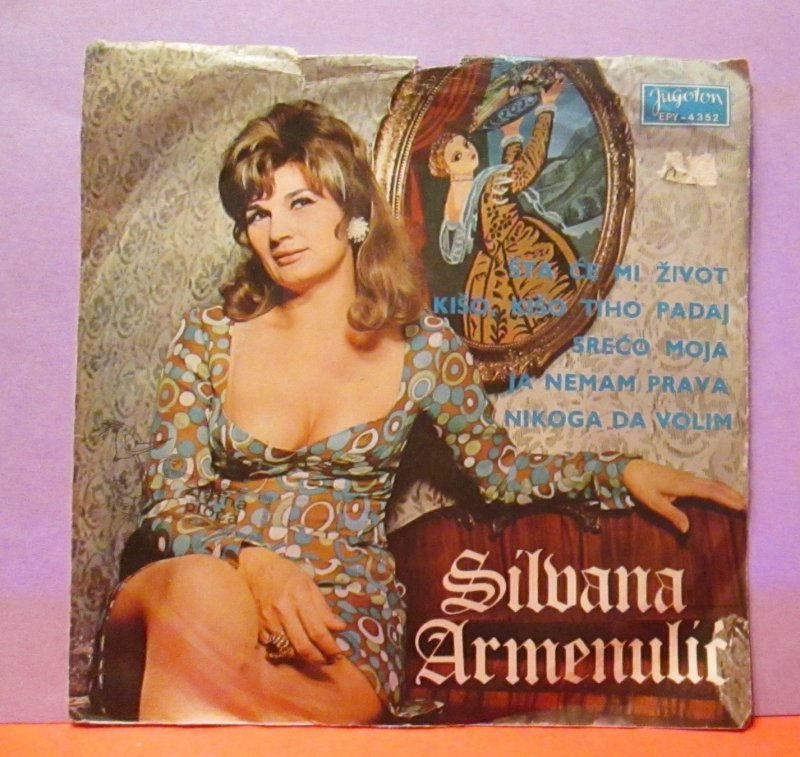 Jugoton
EPY-4352
ŠTA ĆE MI ŽIVOT
KIŠO, KIŠO TIHO PADAJ
SREĆO MOJA
JA NEMAM PRAVA
NIKOGA DA VOLIM
Silvana
Armenulić